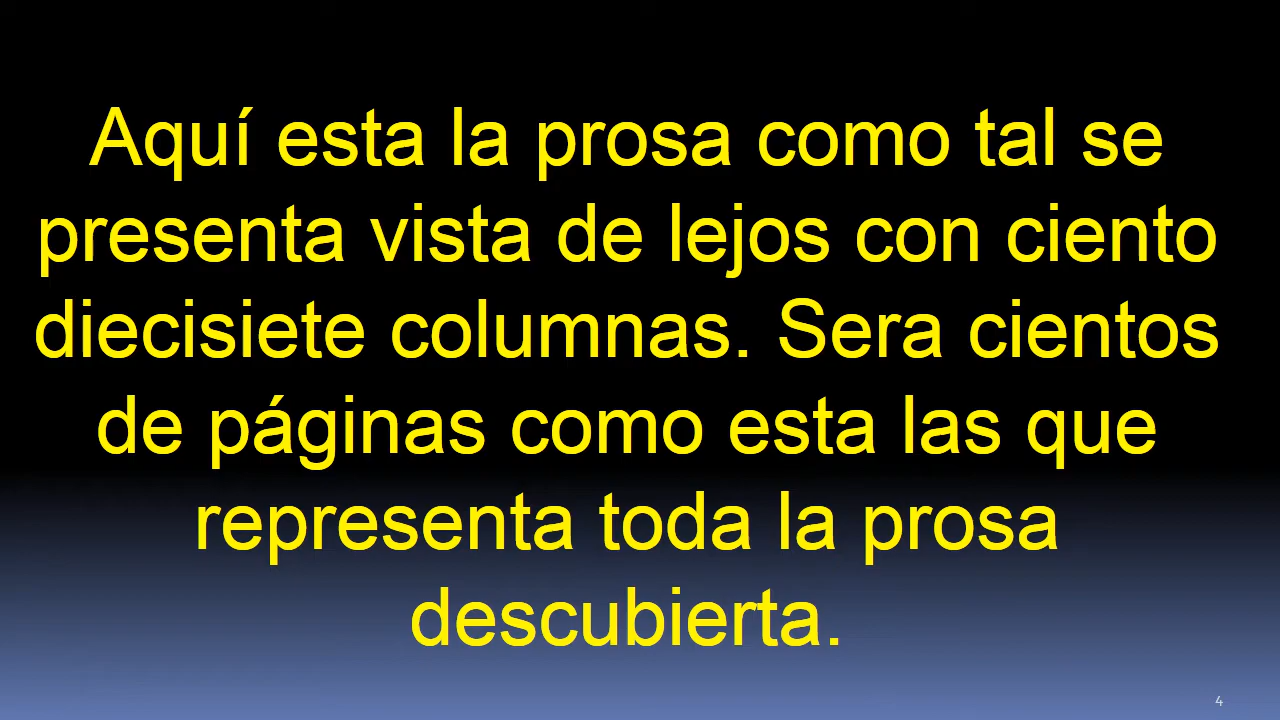 Aquí esta la prosa como tal se
presenta vista de lejos con ciento
diecisiete columnas. Sera cientos
de páginas como esta las que
representa toda la prosa
descubierta.
4